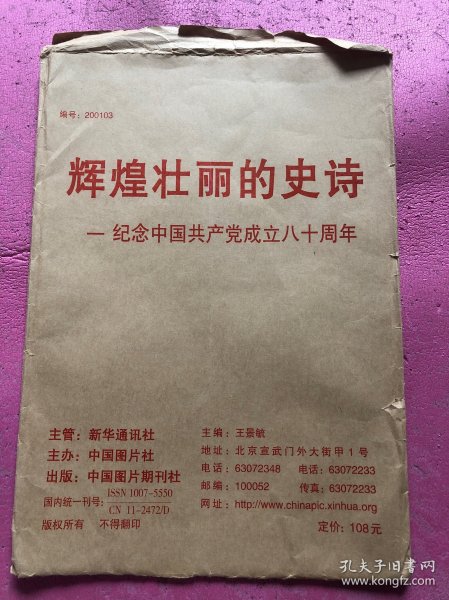 编号：200103
辉煌壮丽的史诗
— 纪念中国共产党成立八十周年
主管：新华通讯社
主办：中国图片社
出版：中国图片期刊社
国内统一刊号：ISSN 1007-5550
CN 11-2472/D
版权所有 不得翻印
主编：王景敏
地址：北京宣武门外大街甲1号
电话：63072348 电话：63072233
邮编：100052 传真：63072233
网址：http://www.chinapic.xinhua.org
定价：108元
孔夫子旧书网
www.kongfz.com